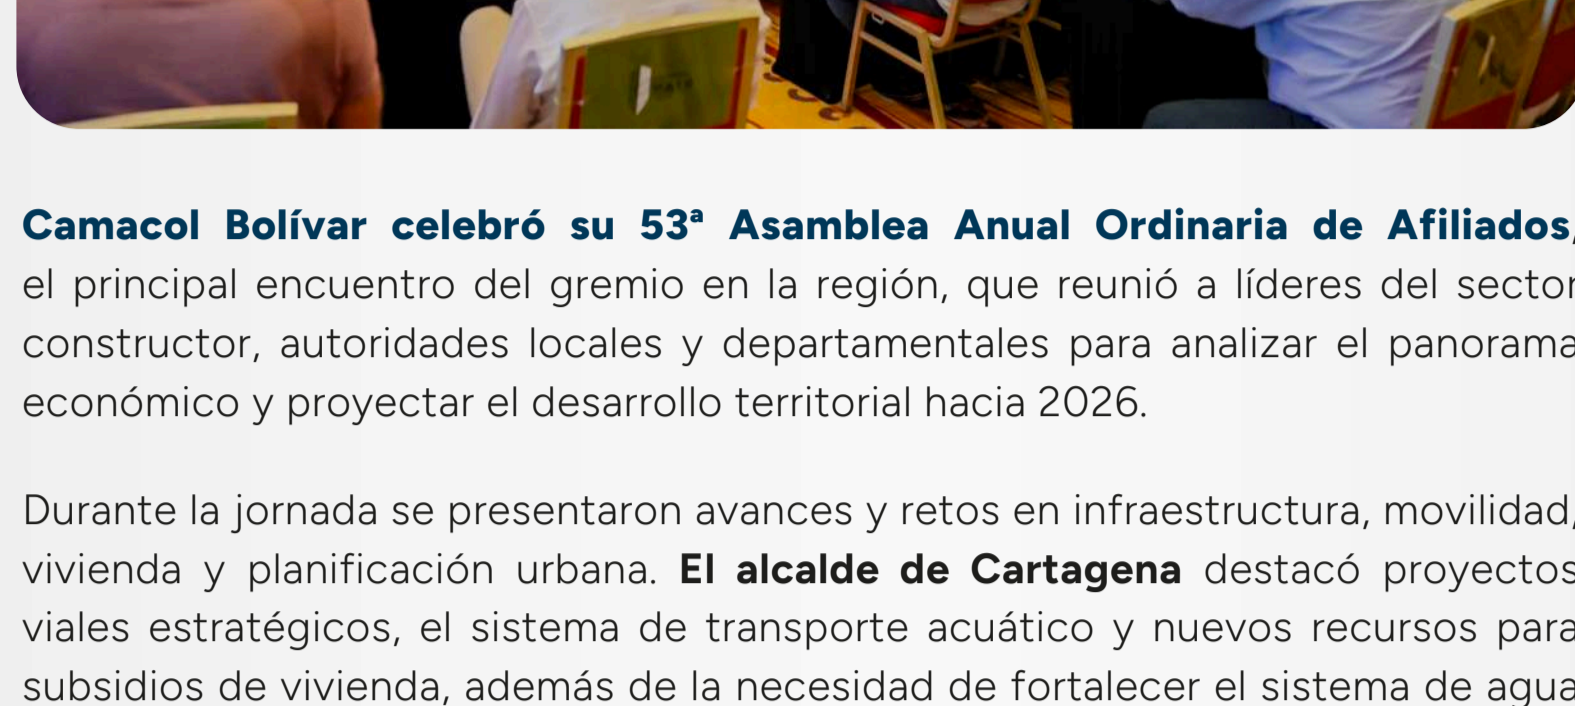 Camacol Bolívar celebró su 53ª Asamblea Anual Ordinaria de Afiliados,
el principal encuentro del gremio en la región, que reunió a líderes del sector
constructor, autoridades locales y departamentales para analizar el panorama
económico y proyectar el desarrollo territorial hacia 2026.
Durante la jornada se presentaron avances y retos en infraestructura, movilidad,
vivienda y planificación urbana. El alcalde de Cartagena destacó proyectos
viales estratégicos, el sistema de transporte acuático y nuevos recursos para
subsidios de vivienda, además de la necesidad de fortalecer el sistema de agua